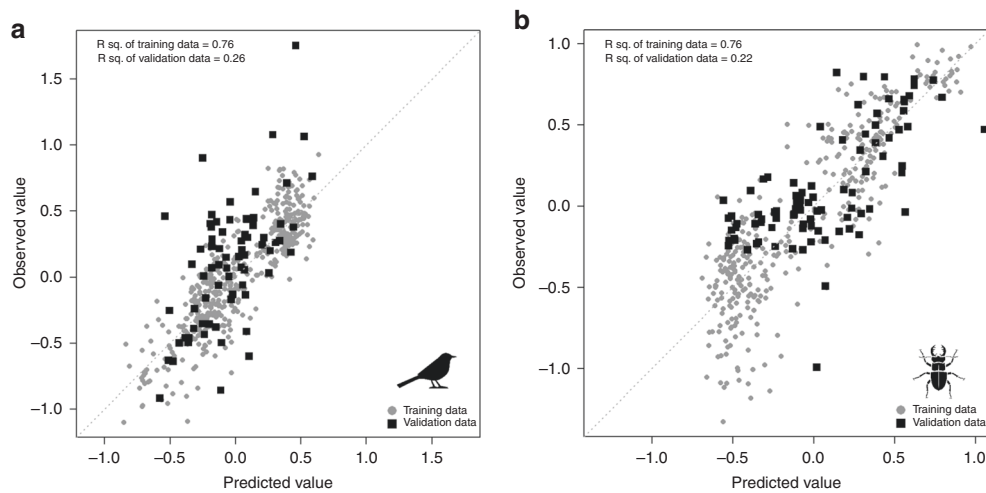 a
R sq. of training data = 0.76
R sq. of validation data = 0.26
1.5
1.0
0.5
0.0
−0.5
−1.0
Observed value
−1.0 −0.5 0.0 0.5 1.0 1.5
Predicted value
Training data
Validation data
b
R sq. of training data = 0.76
R sq. of validation data = 0.22
1.0
0.5
0.0
−0.5
−1.0
Observed value
−1.0 −0.5 0.0 0.5 1.0
Predicted value
Training data
Validation data